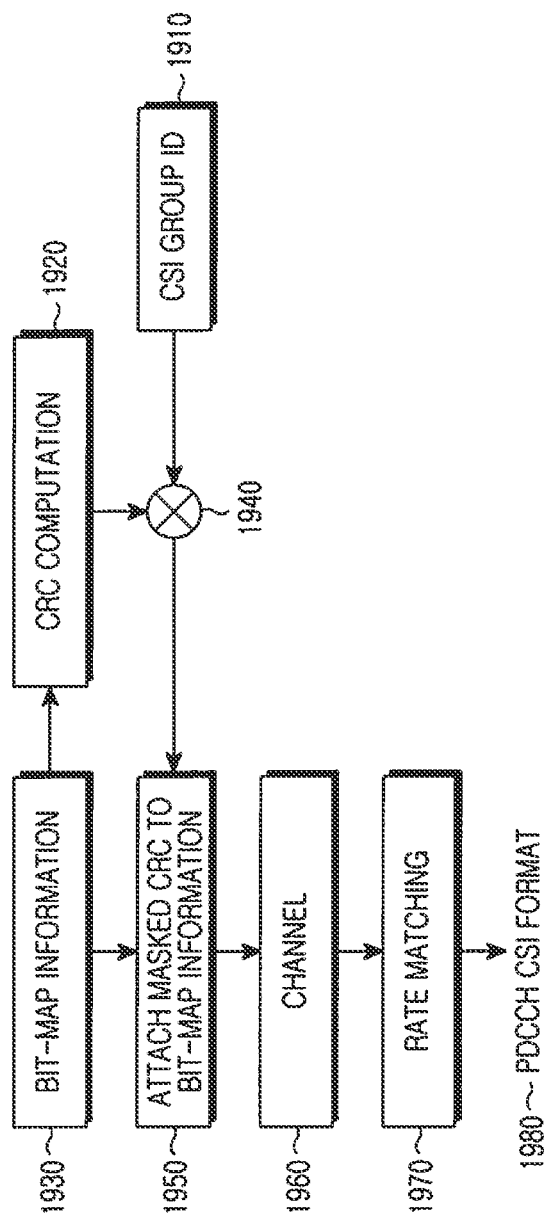 1930
BIT-MAP INFORMATION
CRC COMPUTATION
1920
1940
CSI GROUP ID
1910
1950
ATTACH MASKED CRC TO
BIT-MAP INFORMATION
1960
CHANNEL
1970
RATE MATCHING
1980
PDCCH CSI FORMAT